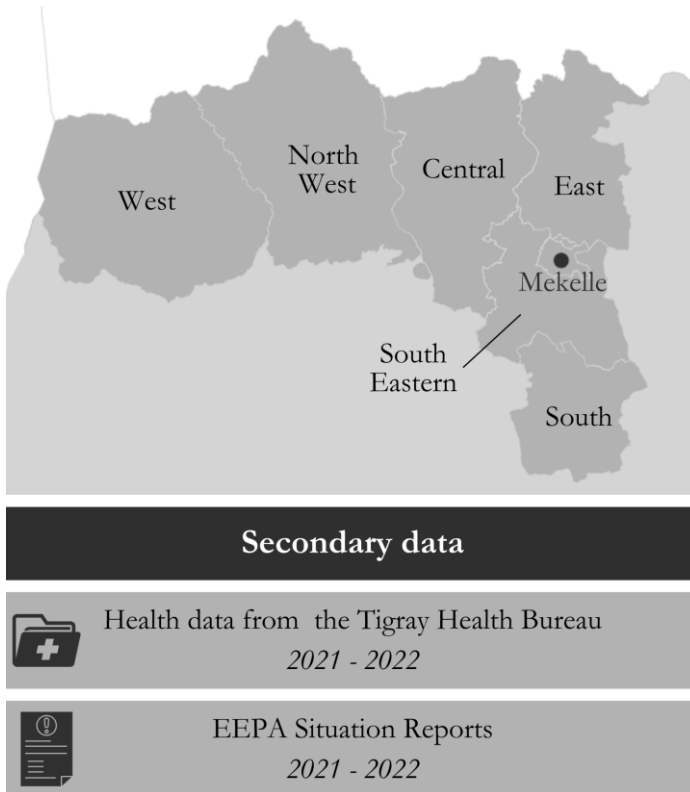 North
West
Central
West
East
Mekelle
South
Eastern
South
Secondary data
Health data from the Tigray Health Bureau
2021 - 2022
EEPA Situation Reports
2021 - 2022